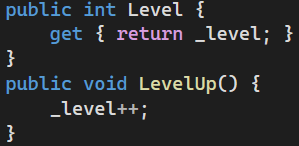 public int Level {
    get { return _level; }
}
public void LevelUp() {
    _level++;
}